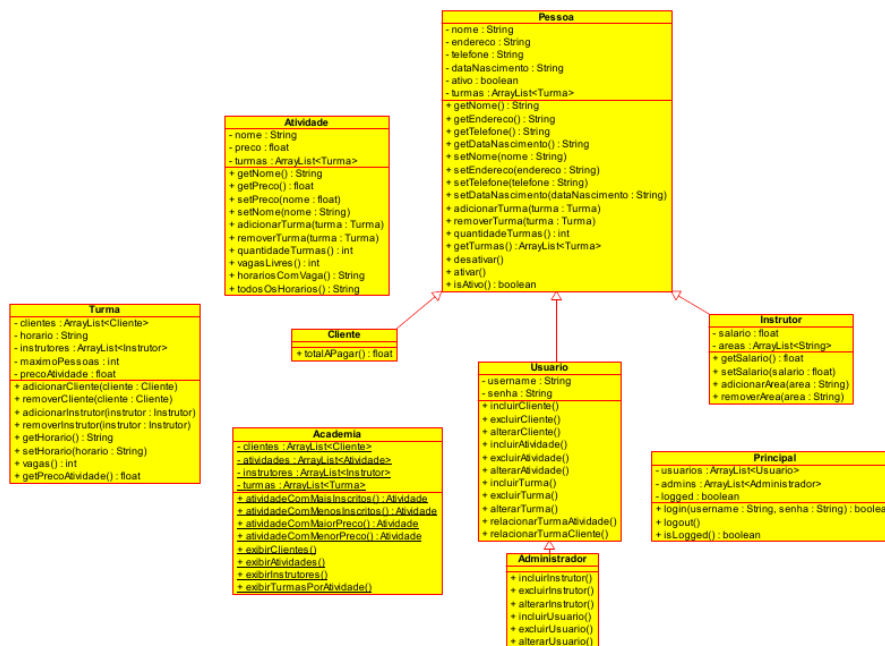 Pessoa
- nome : String
- endereco : String
- telefone : String
- dataNascimento : String
- ativo : boolean
- turmas : ArrayList<Turma>
+ getNome() : String
+ getEndereco() : String
+ getTelefone() : String
+ getDataNascimento() : String
+ setNome(nome : String)
+ setEndereco(endereco : String)
+ setTelefone(telefone : String)
+ setDataNascimento(dataNascimento : String)
+ adicionarTurma(turma : Turma)
+ removerTurma(turma : Turma)
+ quantidadeTurmas() : int
+ getTurmas() : ArrayList<Turma>
+ desativar()
+ ativar()
+ isAtivo() : boolean
Atividade
- nome : String
- preco : float
- turmas : ArrayList<Turma>
+ getNome() : String
+ getPreco() : float
+ setPreco(nome : float)
+ setNome(nome : String)
+ adicionarTurma(turma : Turma)
+ removerTurma(turma : Turma)
+ quantidadeTurmas() : int
+ vagasLivres() : int
+ horariosComVaga() : String
+ todosOsHorarios() : String
Turma
- clientes : ArrayList<Cliente>
- horario : String
- instrutores : ArrayList<Instrutor>
- maximoPessoas : int
- precoAtividade : float
+ adicionarCliente(cliente : Cliente)
+ removerCliente(cliente : Cliente)
+ adicionarInstrutor(instrutor : Instrutor)
+ removerInstrutor(instrutor : Instrutor)
+ getHorario() : String
+ setHorario(horario : String)
+ vagas() : int
+ getPrecoAtividade() : float
Cliente
+ totalAPagar() : float
Usuario
- username : String
- senha : String
+ incluirCliente()
+ excluirCliente()
+ alterarCliente()
+ incluirAtividade()
+ excluirAtividade()
+ alterarAtividade()
+ incluirTurma()
+ excluirTurma()
+ alterarTurma()
+ relacionarTurmaAtividade()
+ relacionarTurmaCliente()
Instrutor
- salario : float
- areas : ArrayList<String>
+ getSalario() : float
+ setSalario(salario : float)
+ adicionarArea(area : String)
+ removerArea(area : String)
Academia
- clientes : ArrayList<Cliente>
- atividades : ArrayList<Atividade>
- instrutores : ArrayList<Instrutor>
- turmas : ArrayList<Turma>
+ atividadeComMaisInscritos() : Atividade
+ atividadeComMenosInscritos() : Atividade
+ atividadeComMaiorPreco() : Atividade
+ atividadeComMenorPreco() : Atividade
+ exibirClientes()
+ exibirAtividades()
+ exibirInstrutores()
+ exibirTurmasPorAtividade()
Principal
- usuarios : ArrayList<Usuario>
- admins : ArrayList<Administrador>
- logged : boolean
+ login(username : String, senha : String) : boolea
+ logout()
+ isLogged() : boolean
Administrador
+ incluirInstrutor()
+ excluirInstrutor()
+ alterarInstrutor()
+ incluirUsuario()
+ excluirUsuario()
+ alterarUsuario()